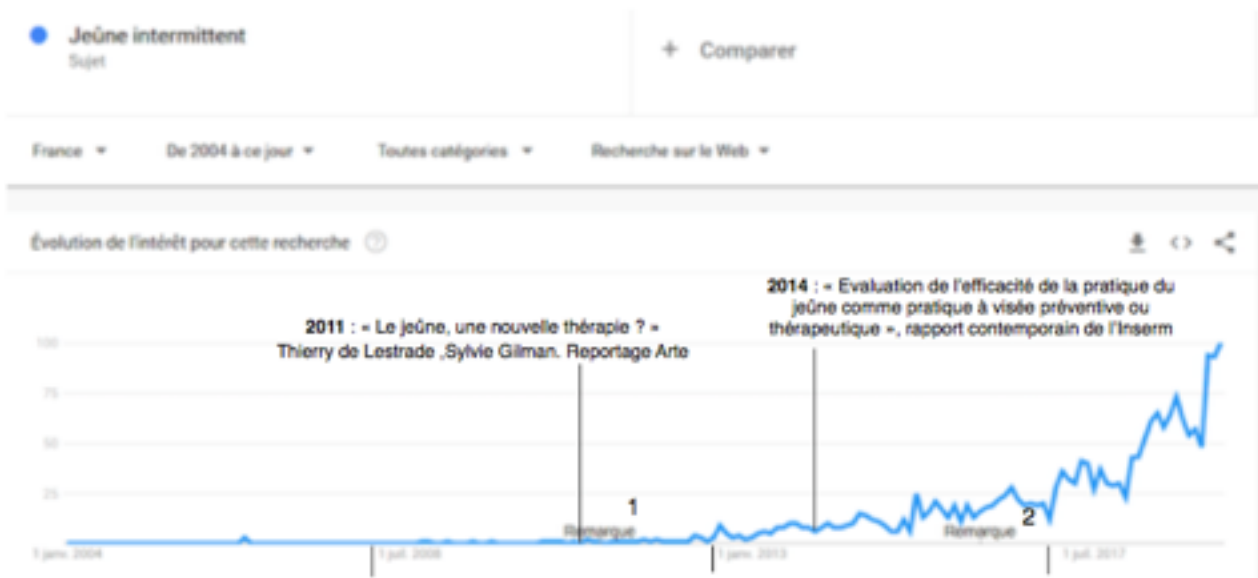 Jeûne intermittent
Sujet
+ Comparer
France
De 2004 à ce jour
Toutes catégories
Recherche sur le Web
Évolution de l'intérêt pour cette recherche
2014 : « Evaluation de l'efficacité de la pratique du
jeûne comme pratique à visée préventive ou
thérapeutique », rapport contemporain de l'Inserm
2011 : « Le jeûne, une nouvelle thérapie ? »
Thierry de Lestrade ,Sylvie Gilman. Reportage Arte
100
75
50
25
1
2
Remarque
Remarque
1 janv. 2004
1 juil. 2008
1 janv. 2013
1 juil. 2017